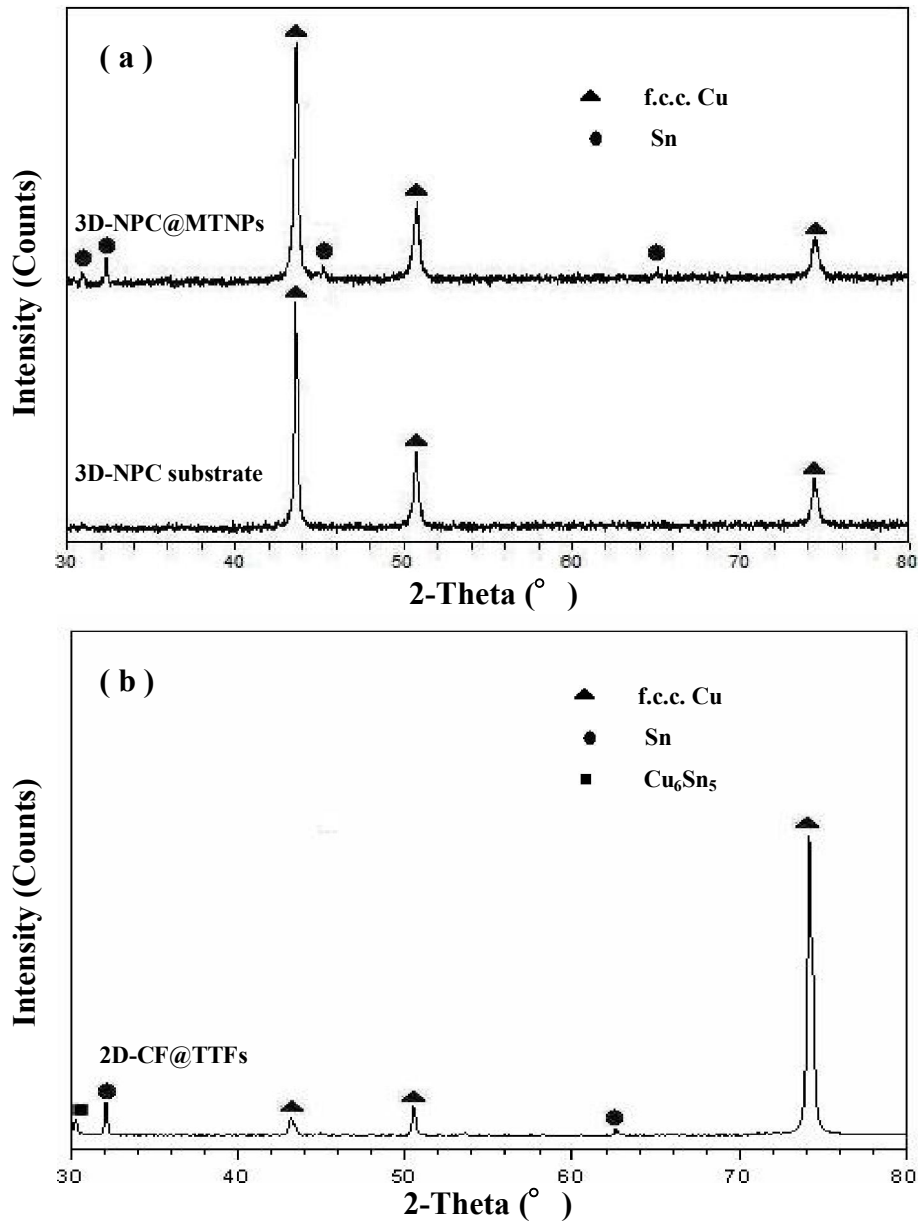 ( a )
f.c.c. Cu
Sn
3D-NPC@MTNPs
3D-NPC substrate
Intensity (Counts)
30 40 50 60 70 80
2-Theta (° )
( b )
f.c.c. Cu
Sn
Cu₆Sn₅
2D-CF@TTFs
Intensity (Counts)
30 40 50 60 70 80
2-Theta (° )